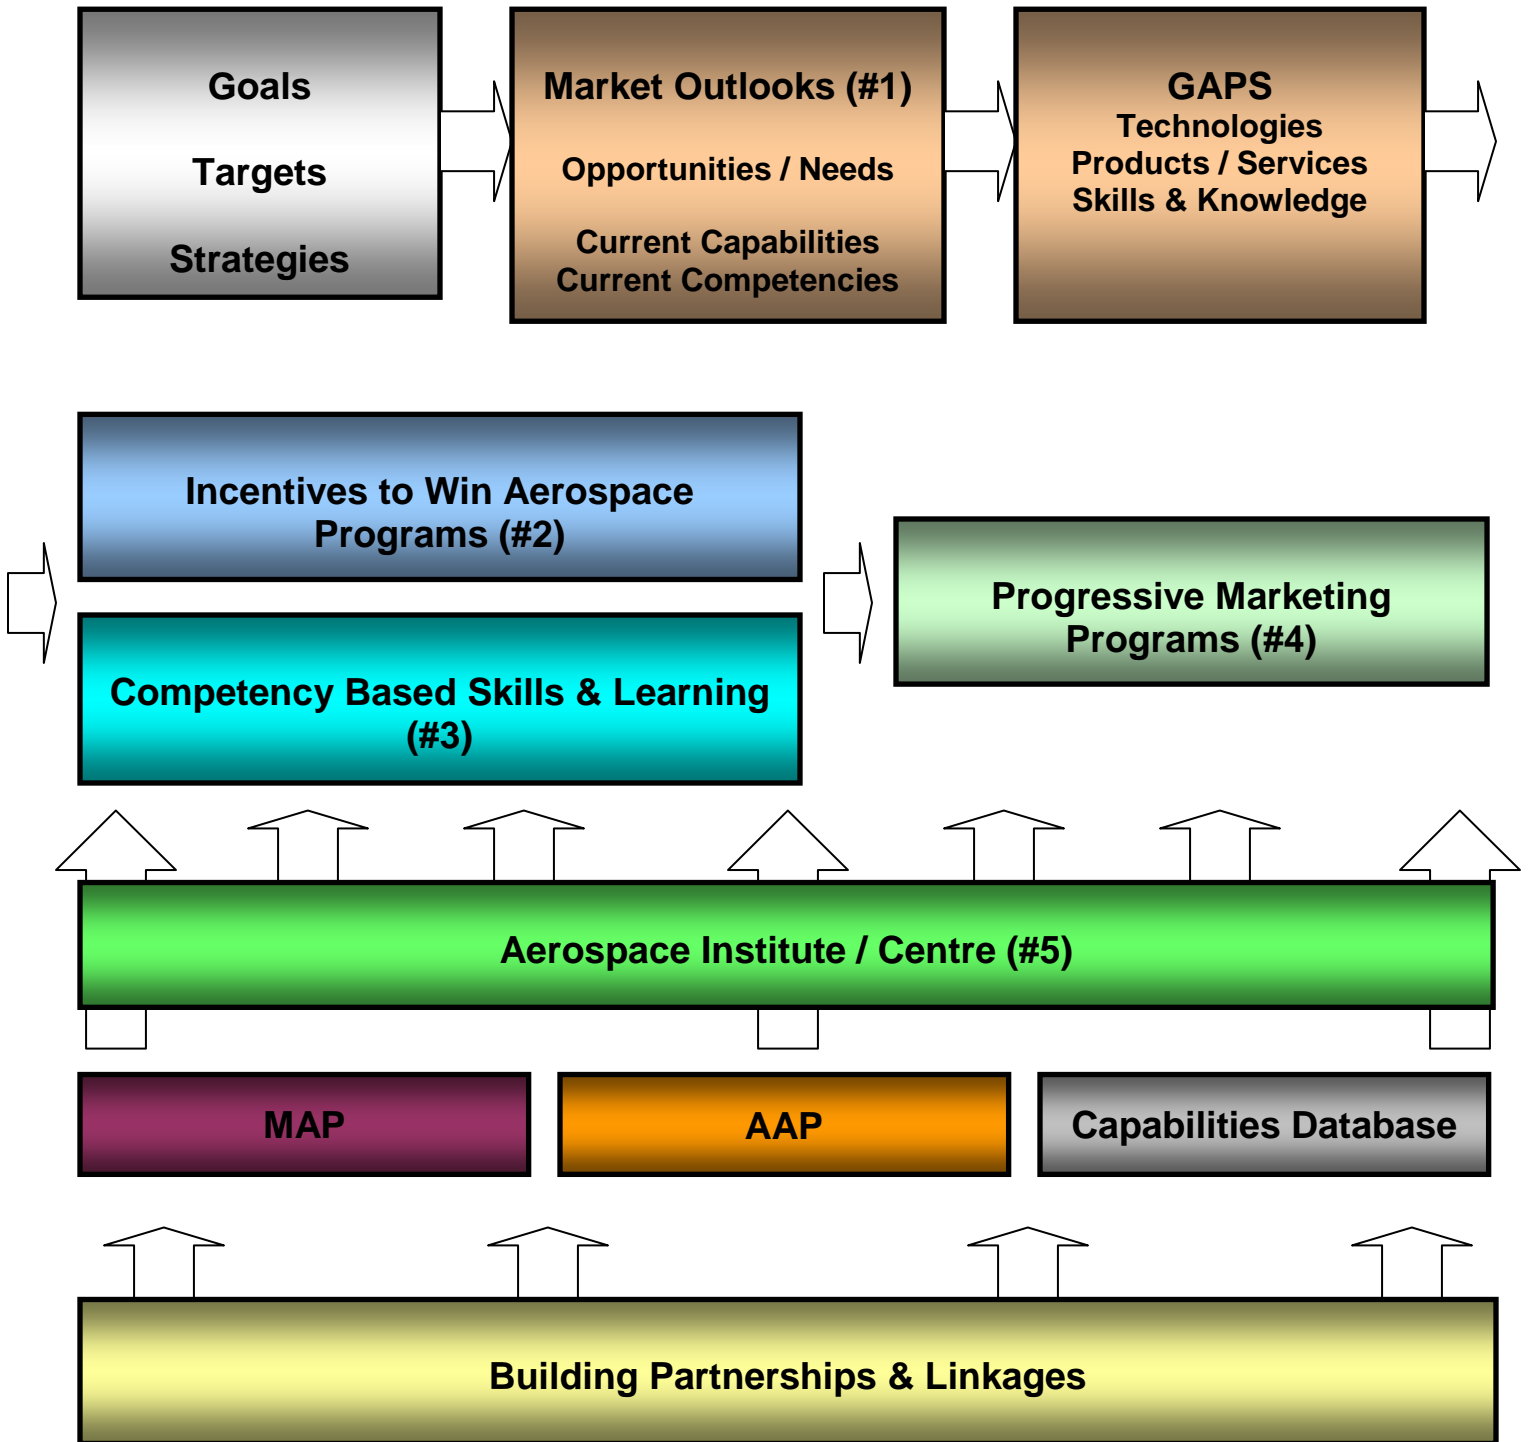 Goals
Targets
Strategies
Market Outlooks (#1)
Opportunities / Needs
Current Capabilities
Current Competencies
GAPS
Technologies
Products / Services
Skills & Knowledge
Incentives to Win Aerospace
Programs (#2)
Competency Based Skills & Learning
(#3)
Progressive Marketing
Programs (#4)
Aerospace Institute / Centre (#5)
MAP
AAP
Capabilities Database
Building Partnerships & Linkages